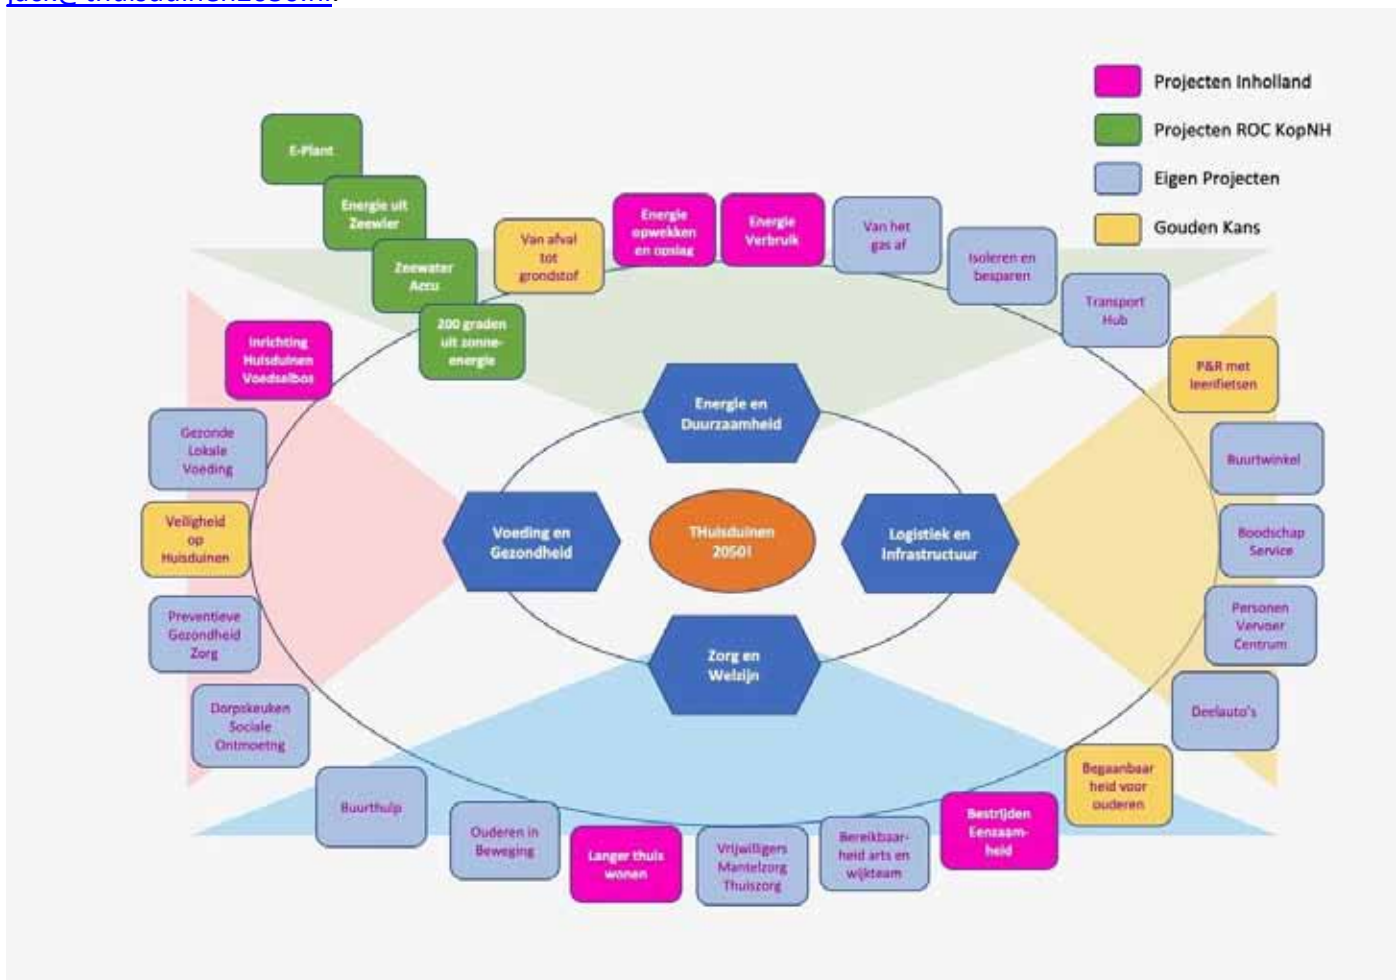 Projecten Inholland
Projecten ROC KopNH
Eigen Projecten
Gouden Kans
E-Plant
Energie uit
Zeewier
Zeewater
Accu
200 graden
uit zonne-
energie
Van afval
tot
grondstof
Energie
opwekken
en opslag
Energie
Verbruik
Van het
gas af
Isoleren en
besparen
Transport
Hub
P&R met
leenfietsen
Buurtwinkel
Boodschap
Service
Personen
Vervoer
Centrum
Deelauto's
Begaanbaar
heid voor
ouderen
Bestrijden
Eenzaam-
heid
Bereikbaar-
heid arts en
wijkteam
Vrijwilligers
Mantelzorg
Thuiszorg
Langer thuis
wonen
Ouderen in
Beweging
Buurthulp
Dorpskeuken
Sociale
Ontmoetng
Preventieve
Gezondheid
Zorg
Veiligheid
op
Huisduinen
Gezonde
Lokale
Voeding
Inrichting
Huisduinen
Voedselbos
Energie en
Duurzaamheid
Voeding en
Gezondheid
THuisduinen
2050!
Logistiek en
Infrastructuur
Zorg en
Welzijn